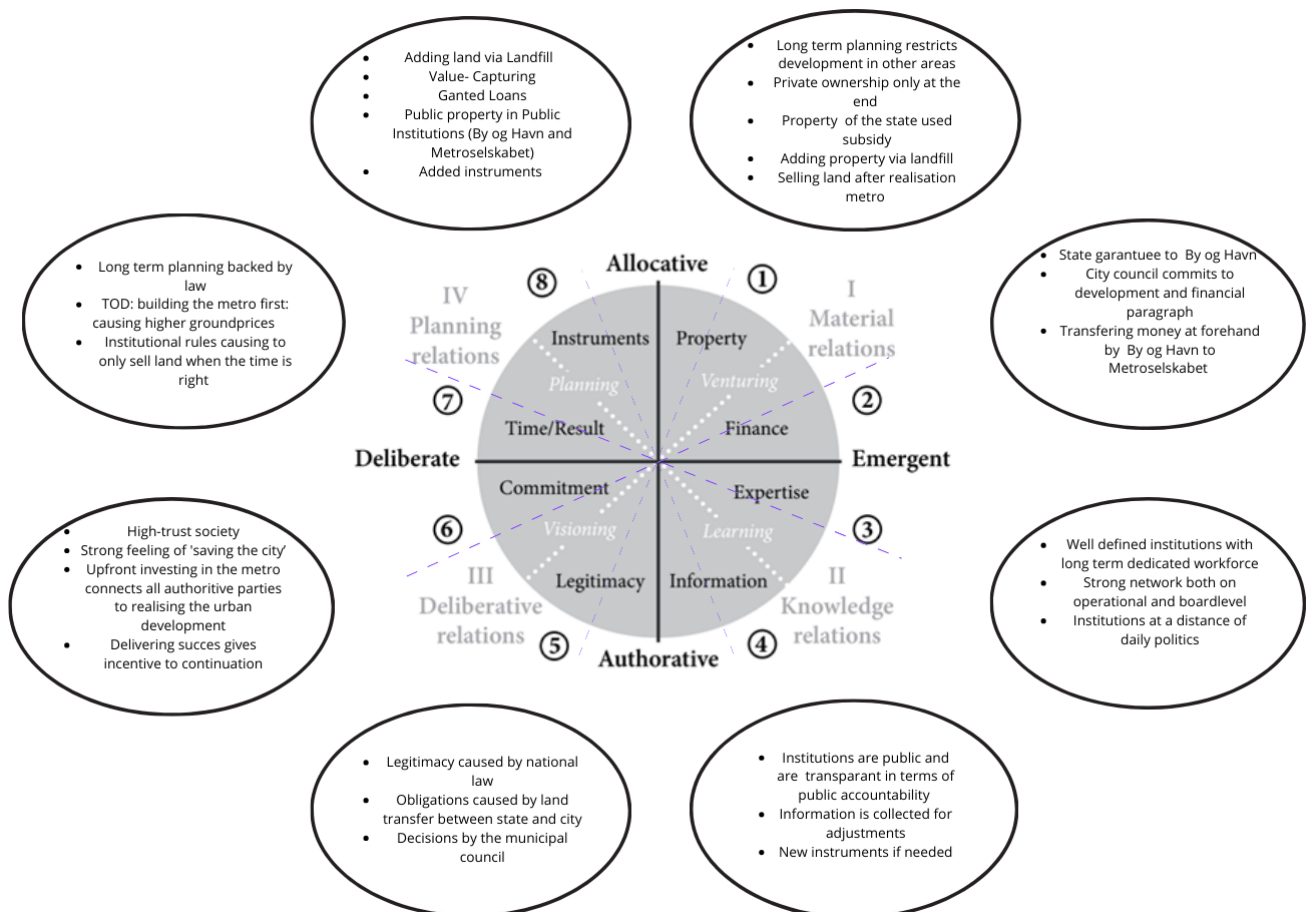 • Adding land via Landfill
• Value- Capturing
• Ganted Loans
• Public property in Public
Institutions (By og Havn and
Metroselskabet)
• Added instruments
• Long term planning restricts
development in other areas
• Private ownership only at the
end
• Property of the state used
subsidy
• Adding property via landfill
• Selling land after realisation
metro
• Long term planning backed by
law
• TOD: building the metro first:
causing higher groundprices
• Institutional rules causing to
only sell land when the time is
right
• State garantuee to By og Havn
• City council commits to
development and financial
paragraph
• Transfering money at forehand
by By og Havn to
Metroselskabet
Allocative
8
1
IV
Planning
relations
I
Material
relations
Instruments
Property
Planning
Venturing
7
2
Time/Result
Finance
Deliberate
Emergent
Commitment
Expertise
6
3
Visioning
Learning
Legitimacy
Information
III
Deliberative
relations
II
Knowledge
relations
5
4
Authorative
• High-trust society
• Strong feeling of 'saving the city'
• Upfront investing in the metro
connects all authoritive parties
to realising the urban
development
• Delivering succes gives
incentive to continuation
• Well defined institutions with
long term dedicated workforce
• Strong network both on
operational and boardlevel
• Institutions at a distance of
daily politics
• Legitimacy caused by national
law
• Obligations caused by land
transfer between state and city
• Decisions by the municipal
council
• Institutions are public and
are transparant in terms of
public accountability
• Information is collected for
adjustments
• New instruments if needed